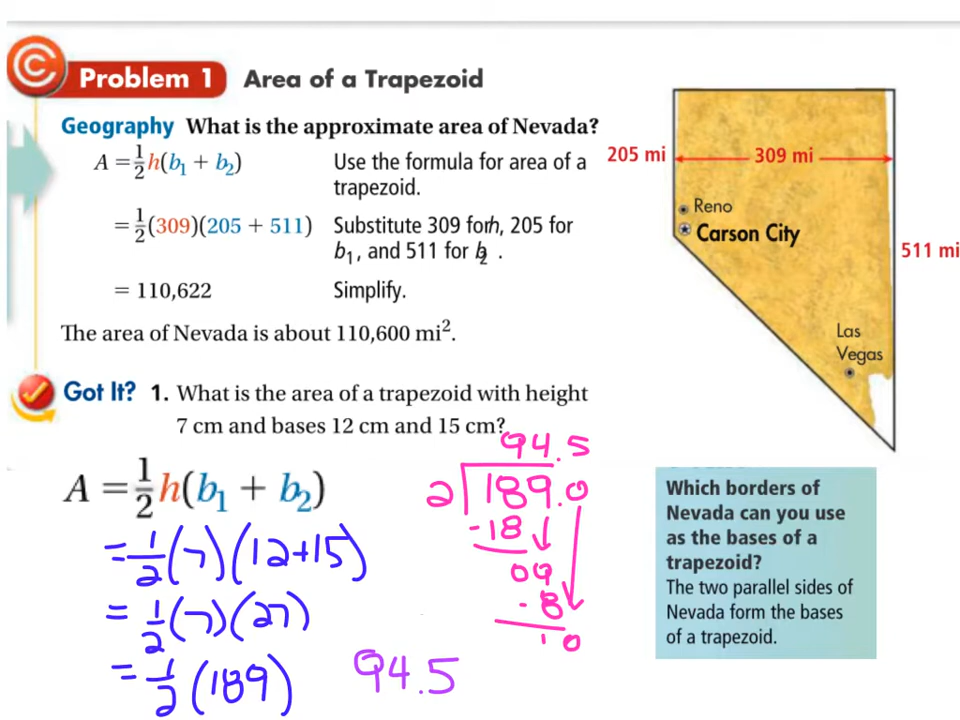 ©
Problem 1 Area of a Trapezoid
Geography What is the approximate area of Nevada?
A = 1/2 h(b₁ + b₂) Use the formula for area of a
trapezoid.
= 1/2 (309)(205 + 511) Substitute 309 for h, 205 for
b₁, and 511 for b₂ .
= 110,622 Simplify.
The area of Nevada is about 110,600 mi².
205 mi
309 mi
Reno
Carson City
511 mi
Las
Vegas
Got It? 1. What is the area of a trapezoid with height
7 cm and bases 12 cm and 15 cm?
A = 1/2 h(b₁ + b₂)
= 1/2 (7) (12+15)
= 1/2 (7) (27)
= 1/2 (189)
94.5
94.5
2 189.0
-18
09
-8
10
Which borders of
Nevada can you use
as the bases of a
trapezoid?
The two parallel sides of
Nevada form the bases
of a trapezoid.